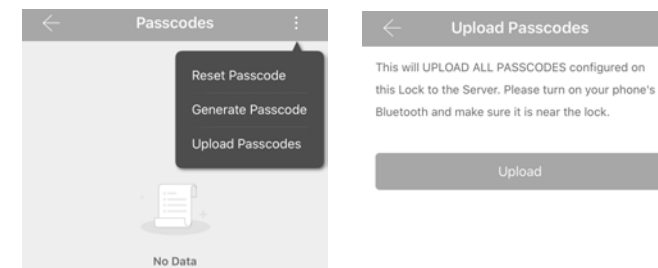 Passcodes
Reset Passcode
Generate Passcode
Upload Passcodes
No Data
Upload Passcodes
This will UPLOAD ALL PASSCODES configured on
this Lock to the Server. Please turn on your phone's
Bluetooth and make sure it is near the lock.
Upload